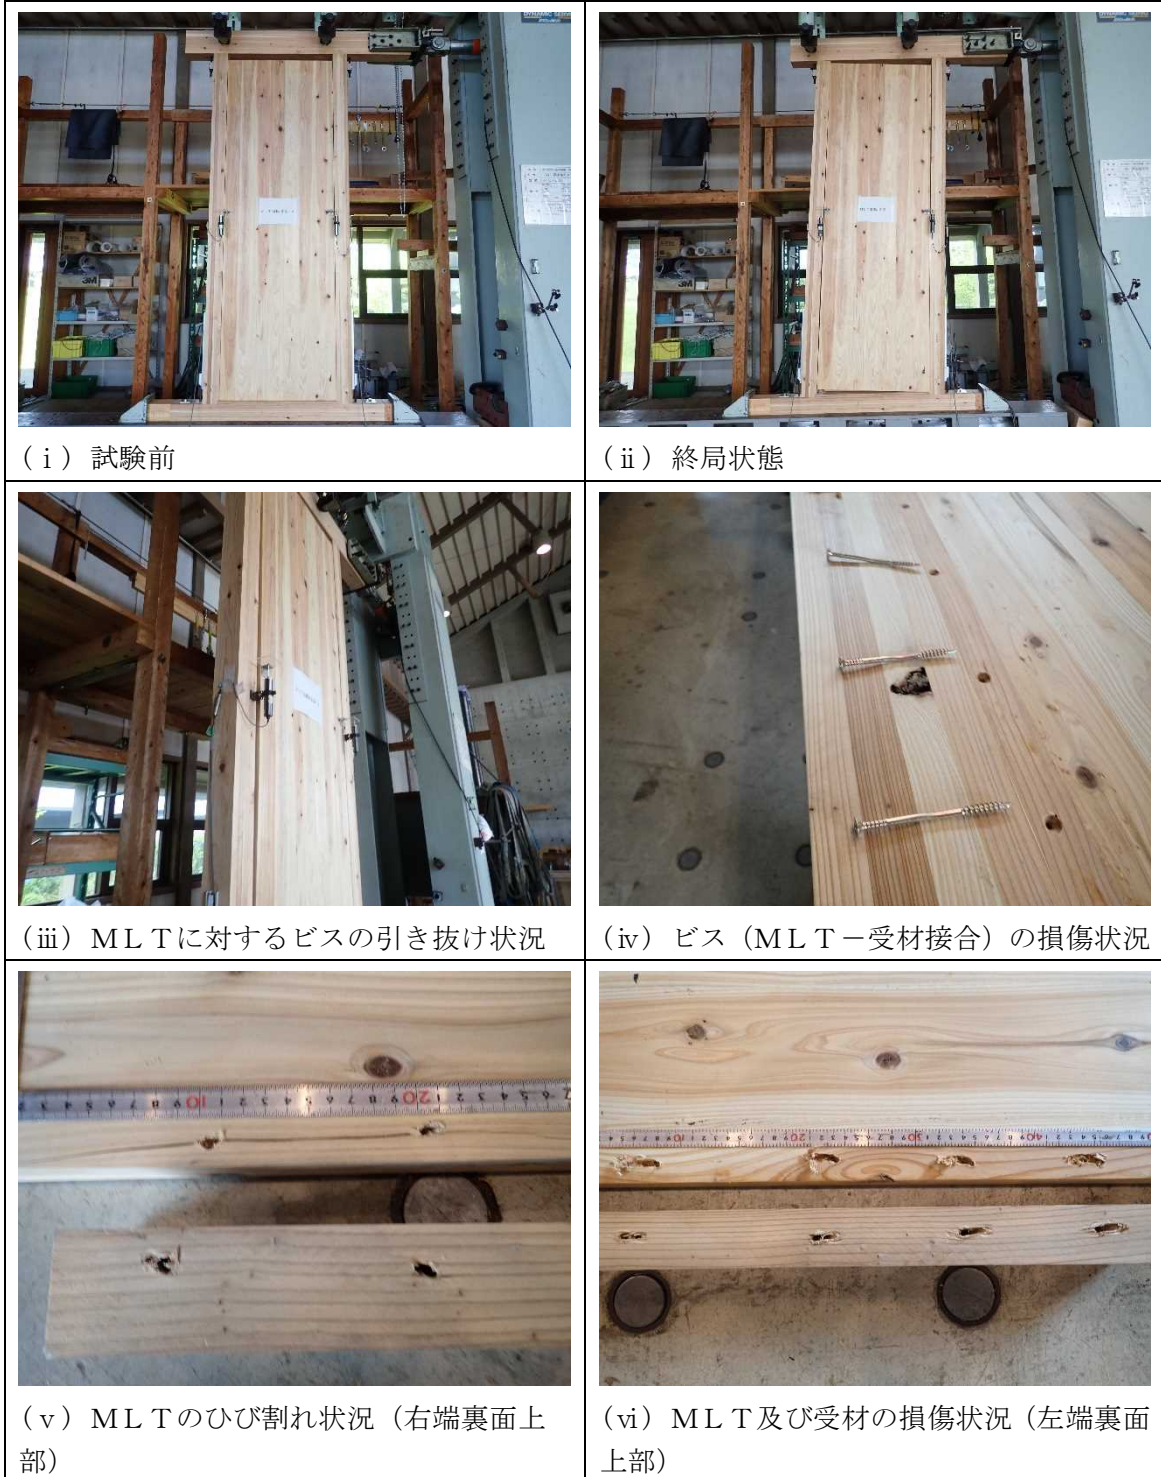 （ⅰ）試験前
（ⅱ）終局状態
（ⅲ）ＭＬＴに対するビスの引き抜け状況
（ⅳ）ビス（ＭＬＴ－受材接合）の損傷状況
（ⅴ）ＭＬＴのひび割れ状況（右端裏面上
部）
（ⅵ）ＭＬＴ及び受材の損傷状況（左端裏面
上部）